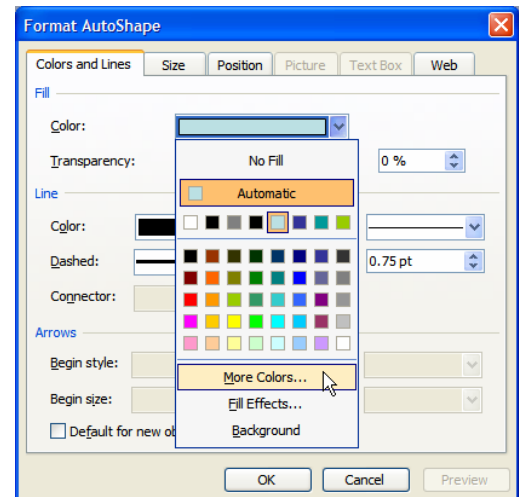 Format AutoShape
Colors and Lines Size Position Picture Text Box Web
Fill
Color:
No Fill
Transparency: 0 %
Automatic
Line
Color:
Dashed: 0.75 pt
Connector:
Arrows
Begin style:
More Colors...
Begin size:
Fill Effects...
Default for new ob
Background
OK Cancel Preview